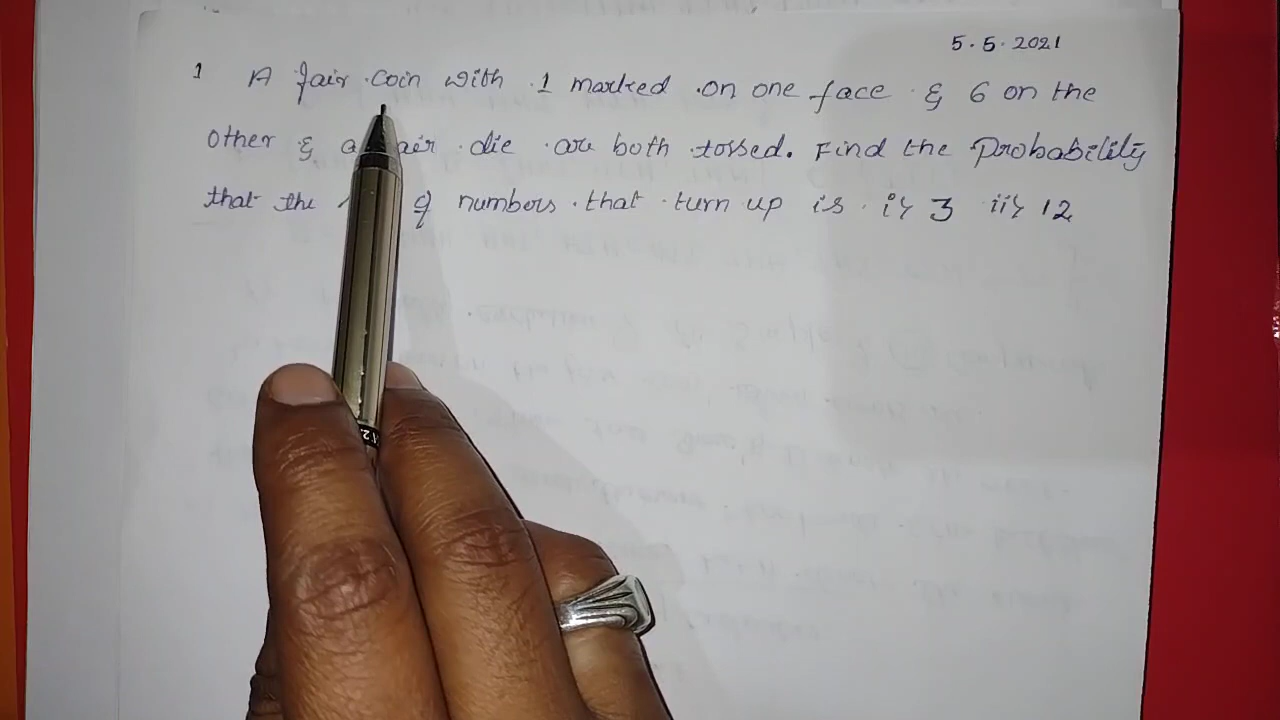 5.5.2021
1 A fair coin with 1 marked on one face & 6 on the
other & a air die are both tossed. Find the Probability
that the of numbers that turn up is i) 3 ii) 12